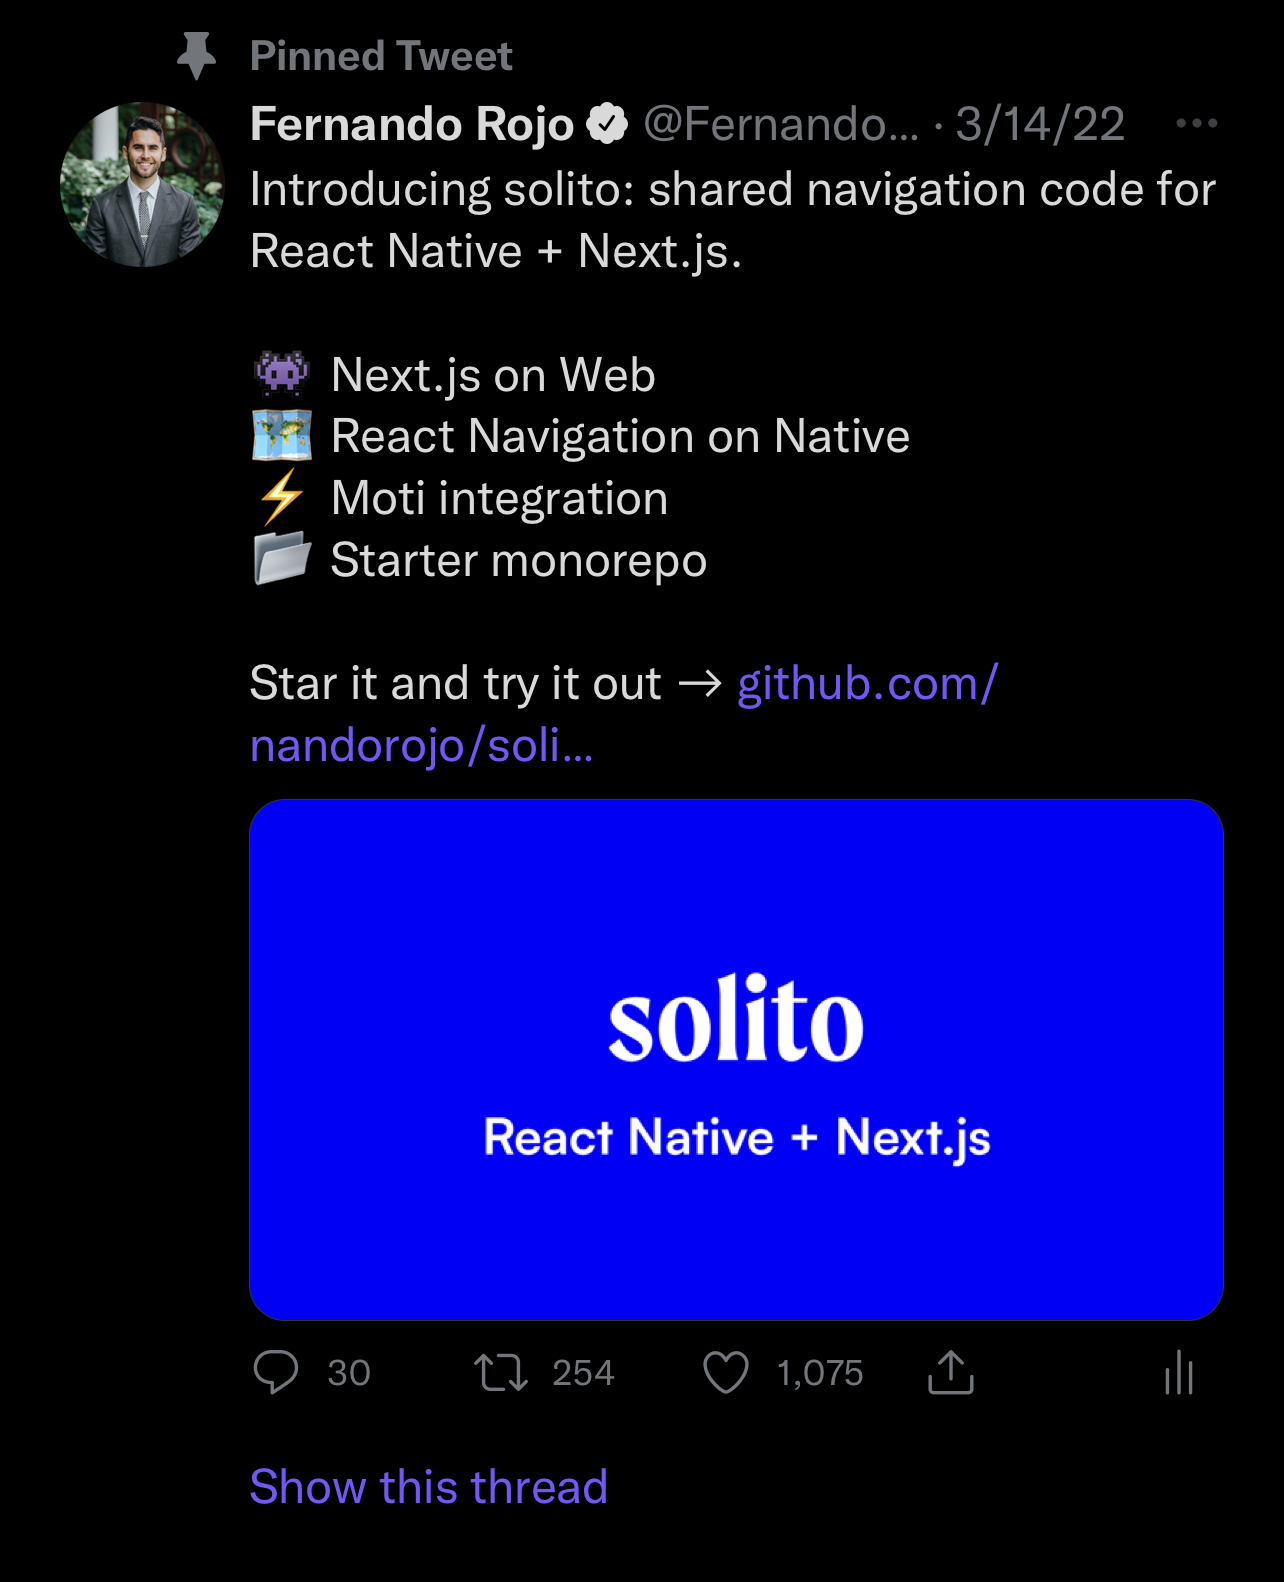 Pinned Tweet
Fernando Rojo @Fernando... · 3/14/22
Introducing solito: shared navigation code for
React Native + Next.js.
👾 Next.js on Web
🗺️ React Navigation on Native
⚡ Moti integration
📂 Starter monorepo
Star it and try it out → github.com/
nandorojo/soli...
solito
React Native + Next.js
30 254 1,075
Show this thread